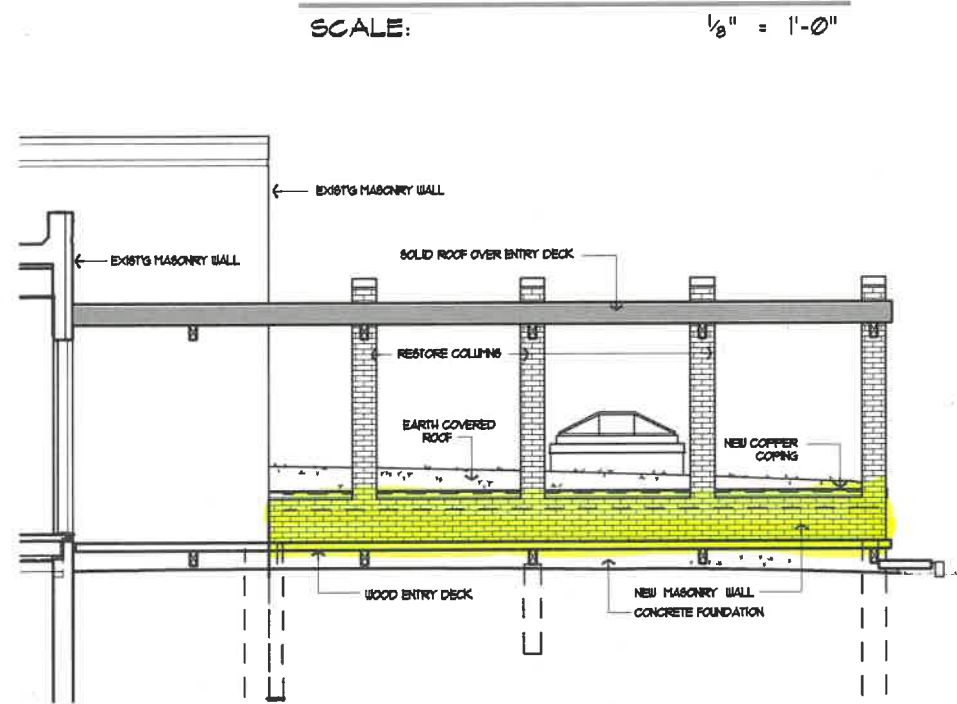 SCALE: 1/8" = 1'-0"
EXIST'G MASONRY WALL
EXIST'G MASONRY WALL
SOLID ROOF OVER ENTRY DECK
RESTORE COLUMNS
EARTH COVERED
ROOF
NEW COPPER
COPING
WOOD ENTRY DECK
NEW MASONRY WALL
CONCRETE FOUNDATION